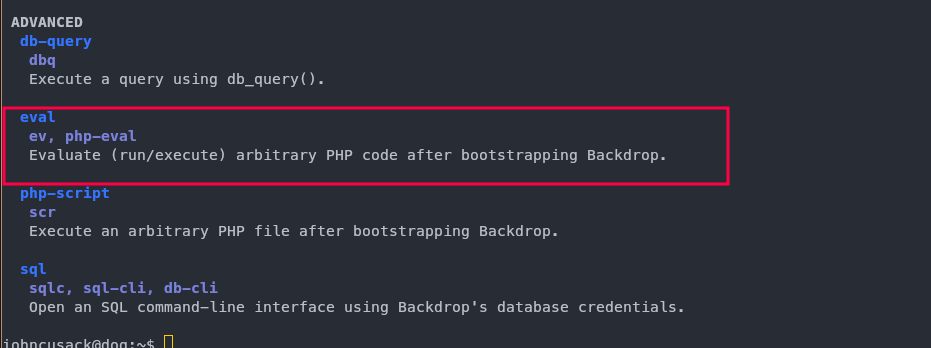 ADVANCED
db-query
dbq
Execute a query using db_query().
eval
ev, php-eval
Evaluate (run/execute) arbitrary PHP code after bootstrapping Backdrop.
php-script
scr
Execute an arbitrary PHP file after bootstrapping Backdrop.
sql
sqlc, sql-cli, db-cli
Open an SQL command-line interface using Backdrop's database credentials.
johncusack@dog:~$